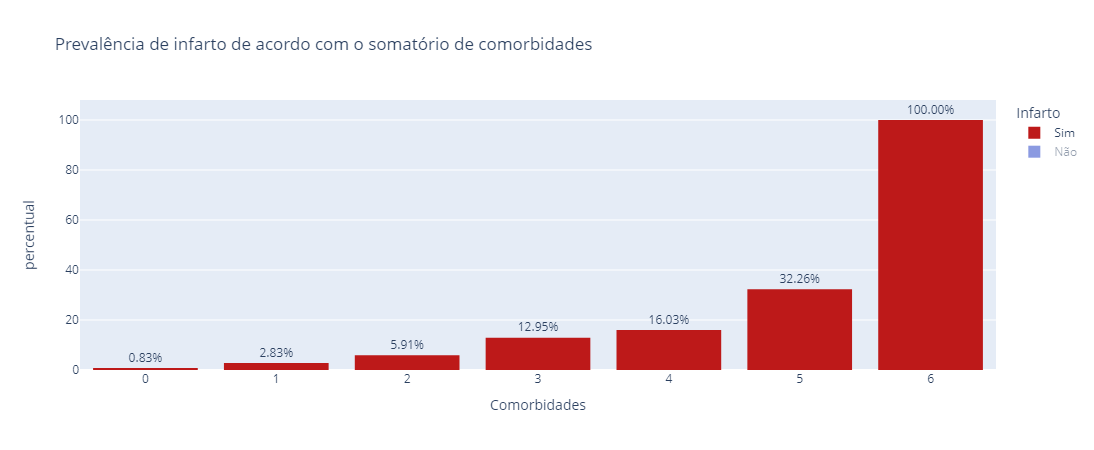 Prevalência de infarto de acordo com o somatório de comorbidades
percentual
100
80
60
40
20
0
0.83%
2.83%
5.91%
12.95%
16.03%
32.26%
100.00%
0 1 2 3 4 5 6
Comorbidades
Infarto
Sim
Não